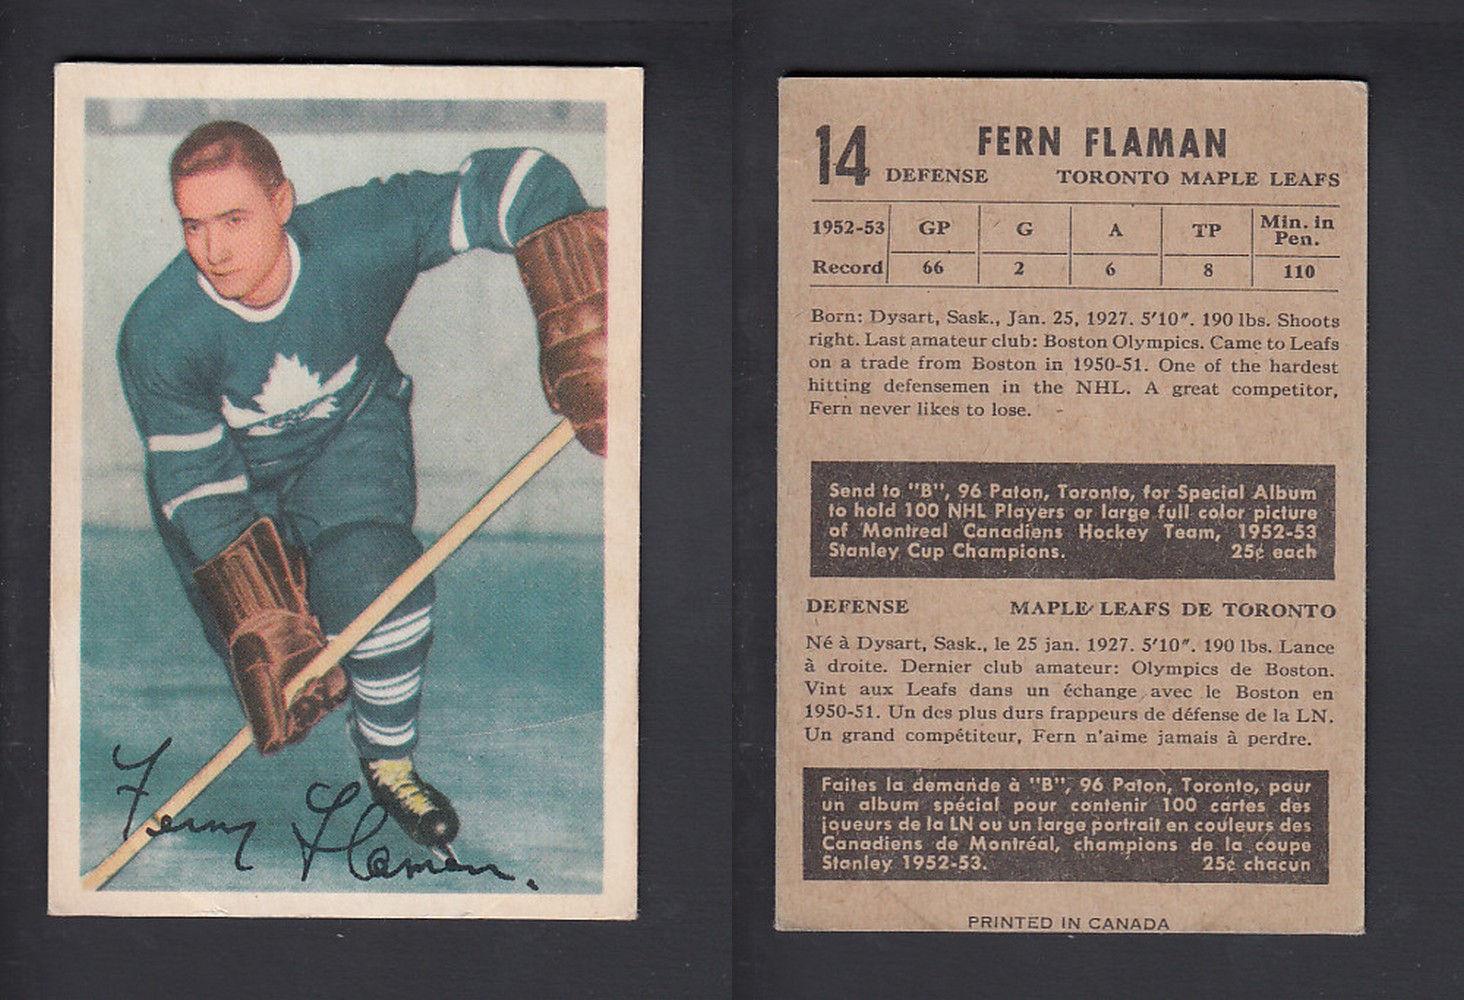 Ferny Flaman.
14 FERN FLAMAN
DEFENSE TORONTO MAPLE LEAFS
1952-53 GP G A TP Min. in Pen.
Record 66 2 6 8 110
Born: Dysart, Sask., Jan. 25, 1927. 5'10". 190 lbs. Shoots
right. Last amateur club: Boston Olympics. Came to Leafs
on a trade from Boston in 1950-51. One of the hardest
hitting defensemen in the NHL. A great competitor,
Fern never likes to lose.
Send to "B", 96 Paton, Toronto, for Special Album
to hold 100 NHL Players or large full color picture
of Montreal Canadiens Hockey Team, 1952-53
Stanley Cup Champions. 25¢ each
DEFENSE MAPLE LEAFS DE TORONTO
Né à Dysart, Sask., le 25 jan. 1927. 5'10". 190 lbs. Lance
à droite. Dernier club amateur: Olympics de Boston.
Vint aux Leafs dans un échange avec le Boston en
1950-51. Un des plus durs frappeurs de défense de la LN.
Un grand compétiteur, Fern n'aime jamais à perdre.
Faites la demande à "B", 96 Paton, Toronto, pour
un album spécial pour contenir 100 cartes des
joueurs de la LN ou un large portrait en couleurs des
Canadiens de Montréal, champions de la coupe
Stanley 1952-53. 25¢ chacun
PRINTED IN CANADA